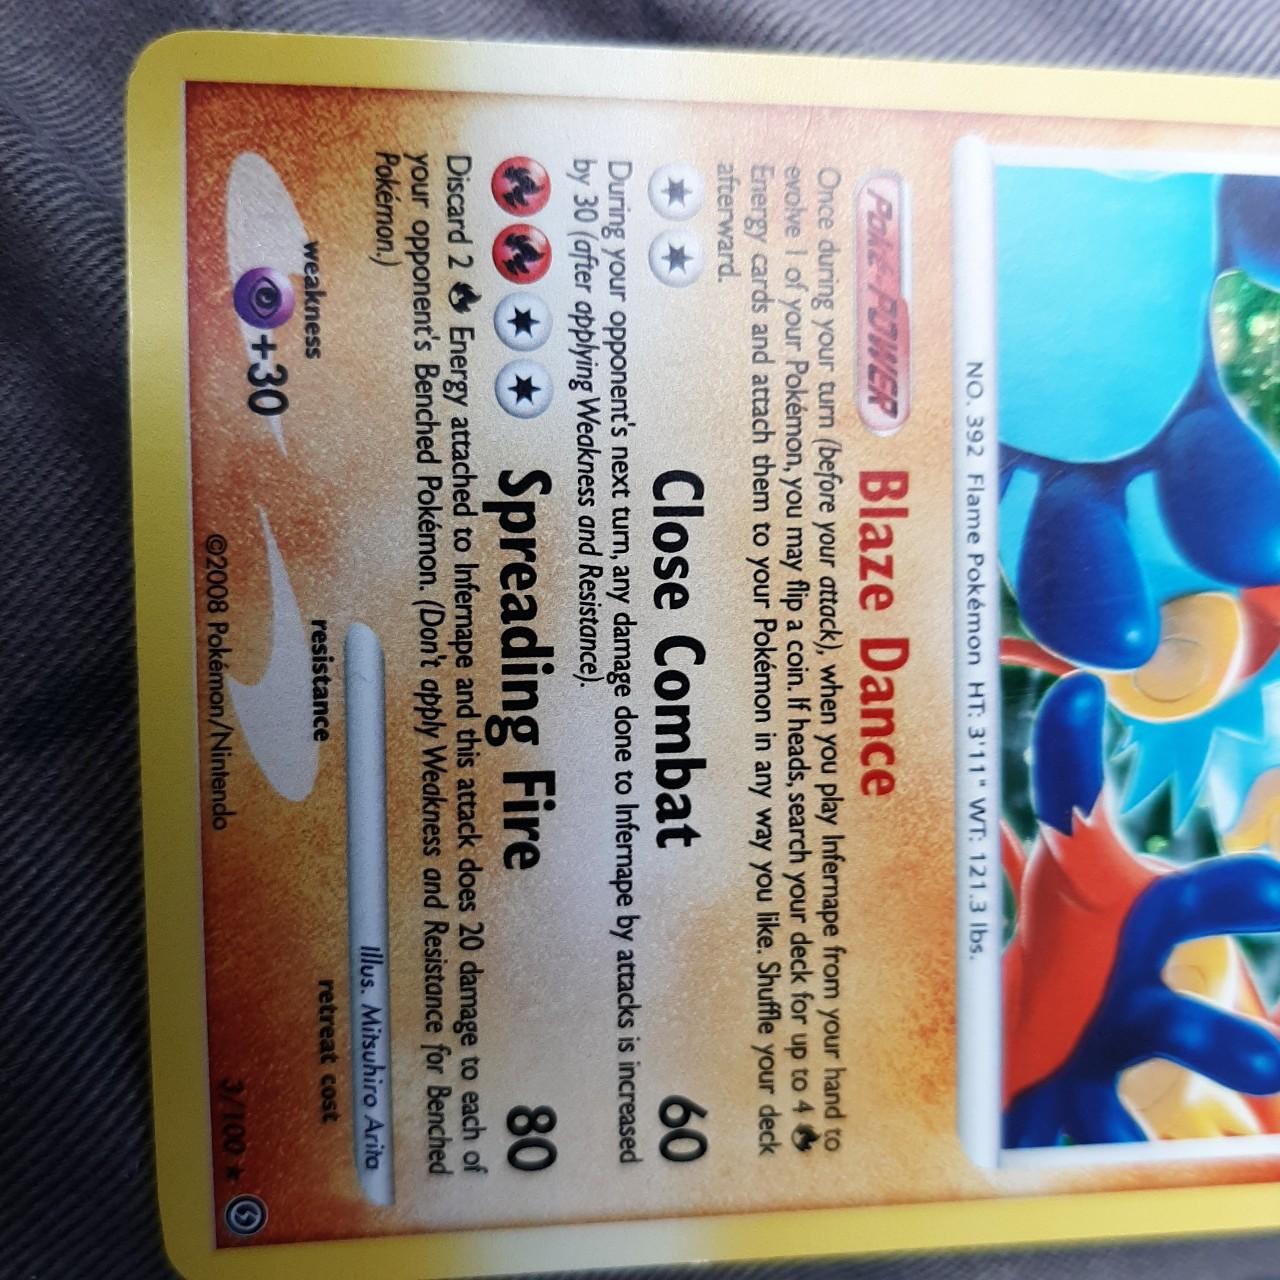 NO. 392 Flame Pokémon HT: 3'11" WT: 121.3 lbs.
Poké-POWER Blaze Dance
Once during your turn (before your attack), when you play Infernape from your hand to
evolve 1 of your Pokémon, you may flip a coin. If heads, search your deck for up to 4
Energy cards and attach them to your Pokémon in any way you like. Shuffle your deck
afterward.
Close Combat 60
During your opponent's next turn, any damage done to Infernape by attacks is increased
by 30 (after applying Weakness and Resistance).
Spreading Fire 80
Discard 2 Energy attached to Infernape and this attack does 20 damage to each of
your opponent's Benched Pokémon. (Don't apply Weakness and Resistance for Benched
Pokémon.)
Illus. Mitsuhiro Arita
weakness resistance retreat cost
+30
©2008 Pokémon/Nintendo 3/100